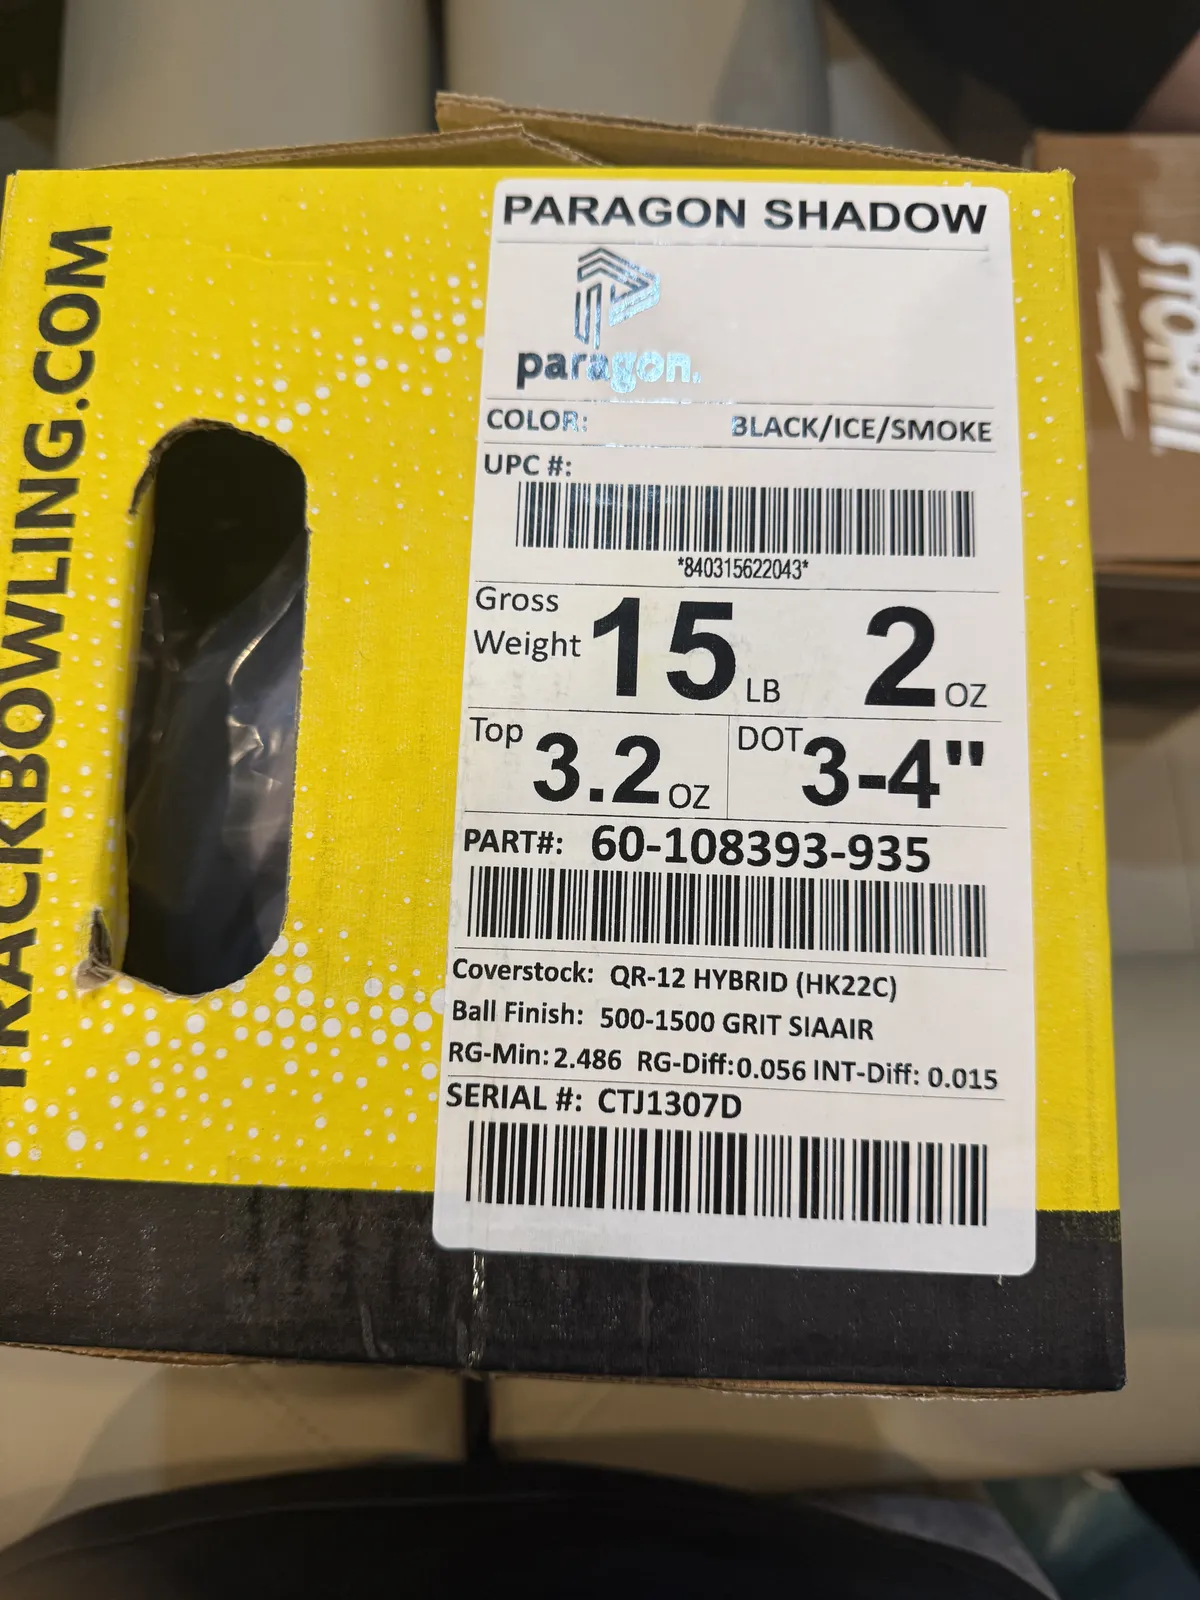 TRACKBOWLING.COM
PARAGON SHADOW
paragon.
COLOR: BLACK/ICE/SMOKE
UPC #:
*840315622043*
Gross Weight 15 LB 2 OZ
Top 3.2 OZ DOT 3-4"
PART#: 60-108393-935
Coverstock: QR-12 HYBRID (HK22C)
Ball Finish: 500-1500 GRIT SIAAIR
RG-Min: 2.486 RG-Diff: 0.056 INT-Diff: 0.015
SERIAL #: CTJ1307D
STORM